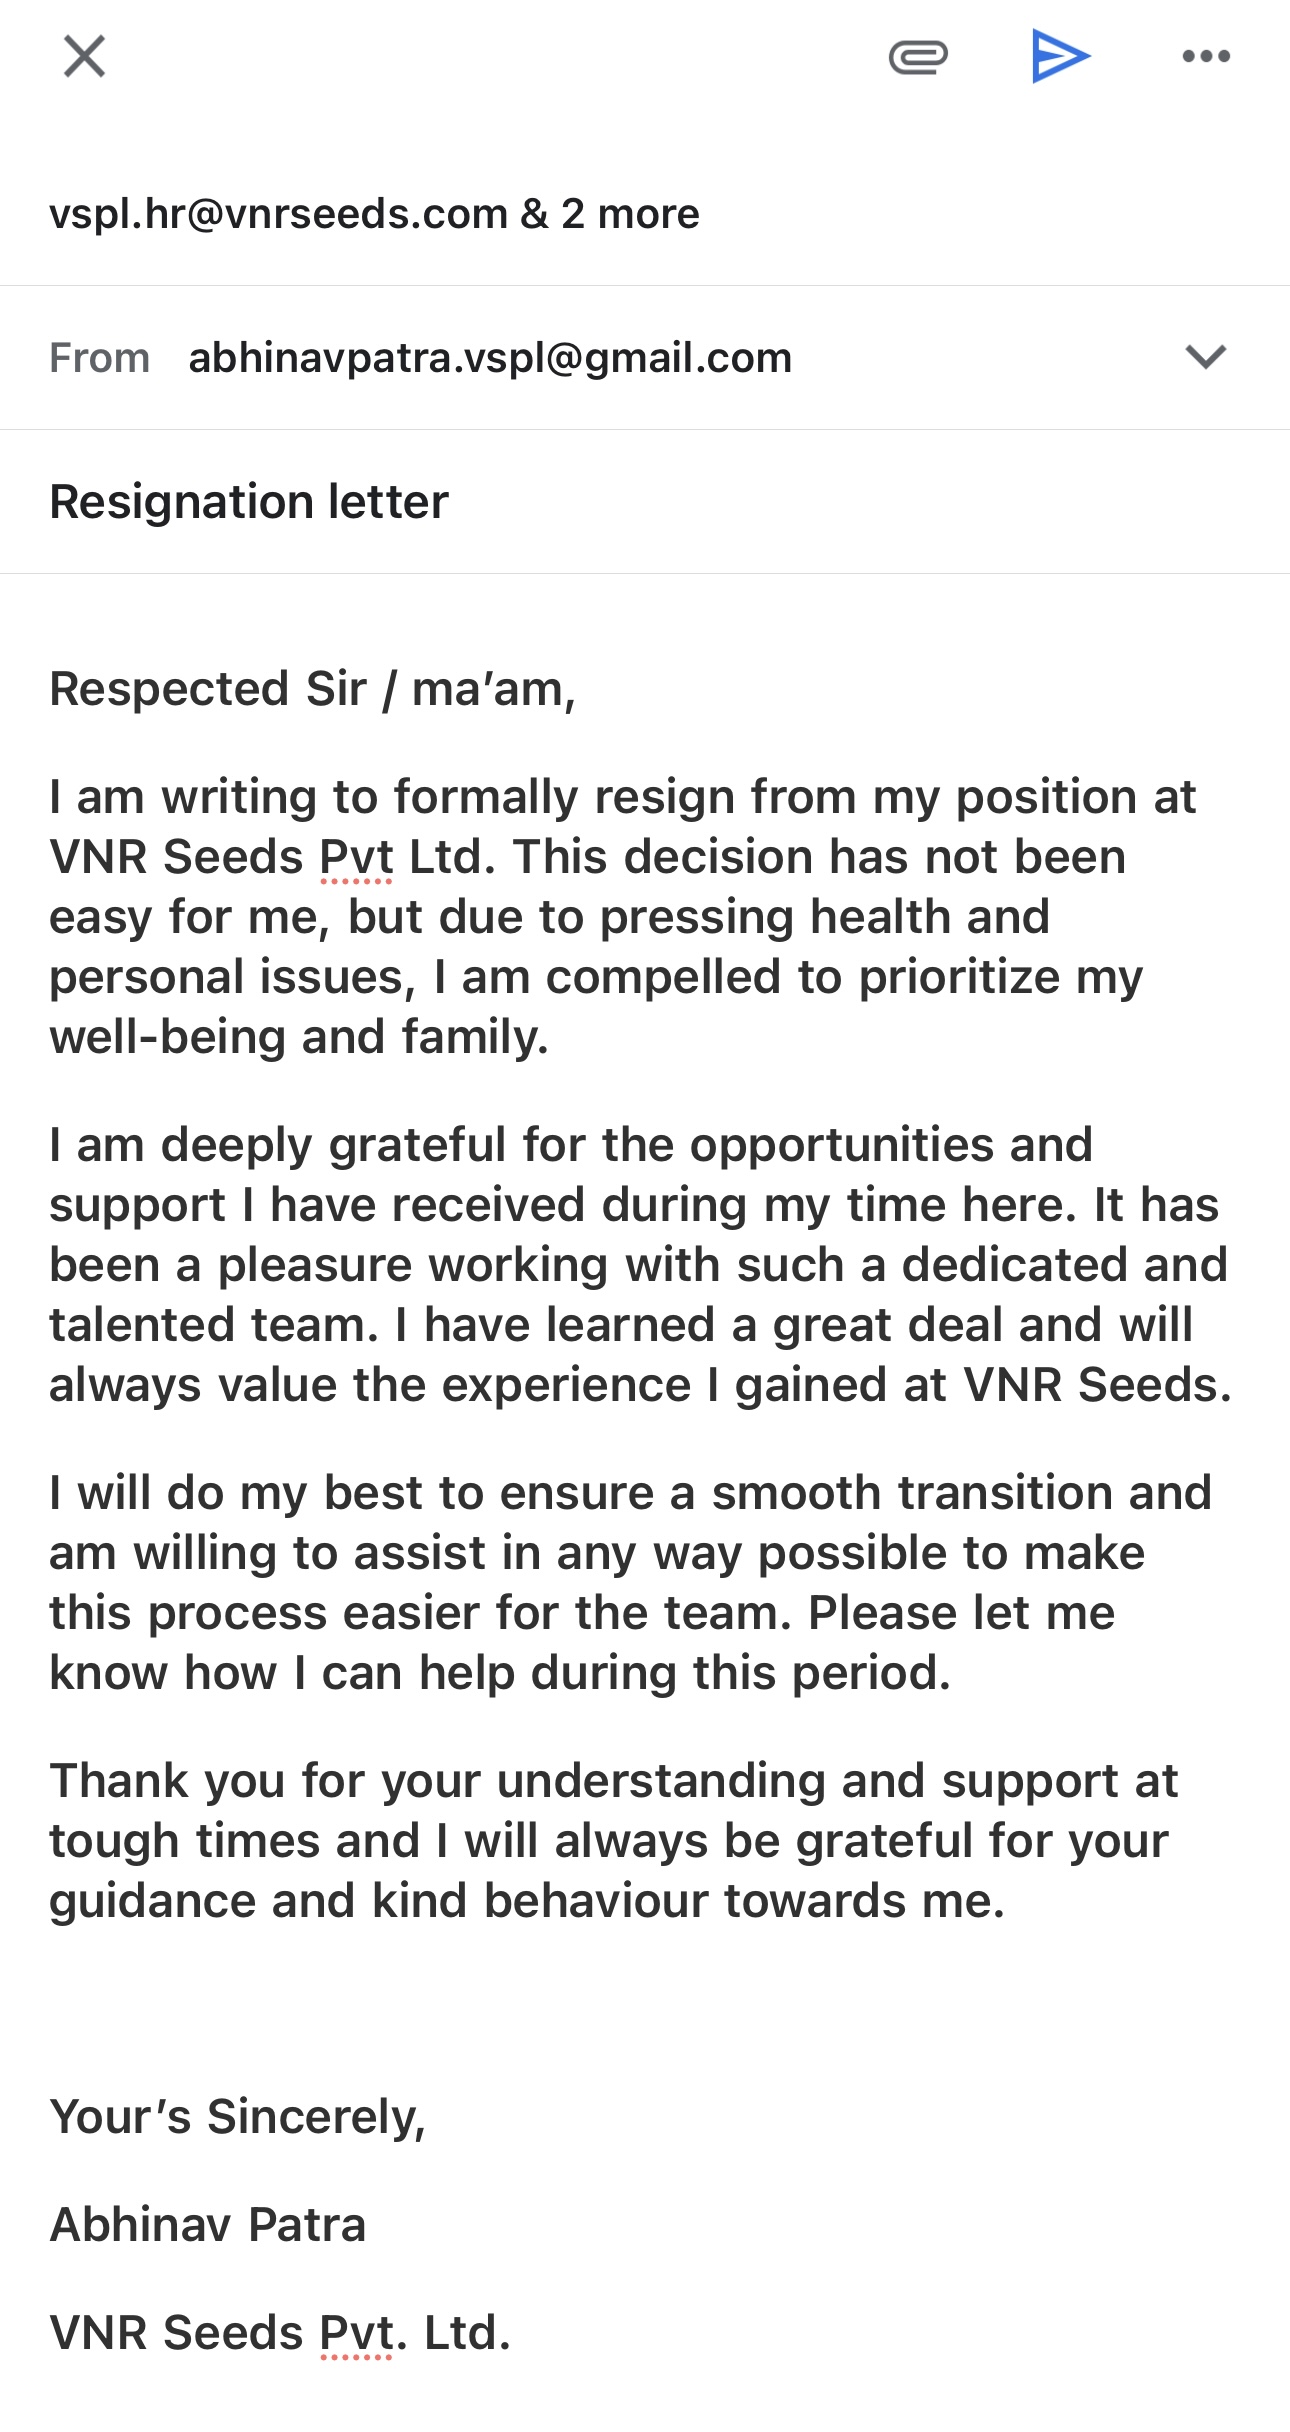 vspl.hr@vnrseeds.com & 2 more
From abhinavpatra.vspl@gmail.com
Resignation letter
Respected Sir / ma’am,
I am writing to formally resign from my position at
VNR Seeds Pvt Ltd. This decision has not been
easy for me, but due to pressing health and
personal issues, I am compelled to prioritize my
well-being and family.
I am deeply grateful for the opportunities and
support I have received during my time here. It has
been a pleasure working with such a dedicated and
talented team. I have learned a great deal and will
always value the experience I gained at VNR Seeds.
I will do my best to ensure a smooth transition and
am willing to assist in any way possible to make
this process easier for the team. Please let me
know how I can help during this period.
Thank you for your understanding and support at
tough times and I will always be grateful for your
guidance and kind behaviour towards me.
Your’s Sincerely,
Abhinav Patra
VNR Seeds Pvt. Ltd.